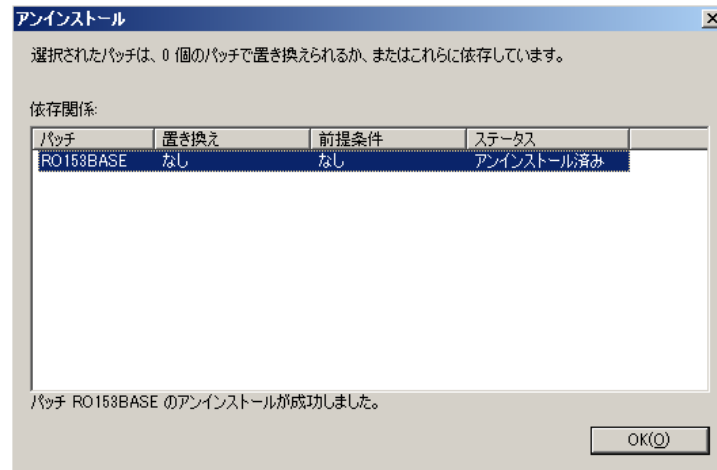 アンインストール
選択されたパッチは、0 個のパッチで置き換えられるか、またはこれらに依存しています。
依存関係:
パッチ 置き換え 前提条件 ステータス
RO153BASE なし なし アンインストール済み
パッチ RO153BASE のアンインストールが成功しました。
OK(O)